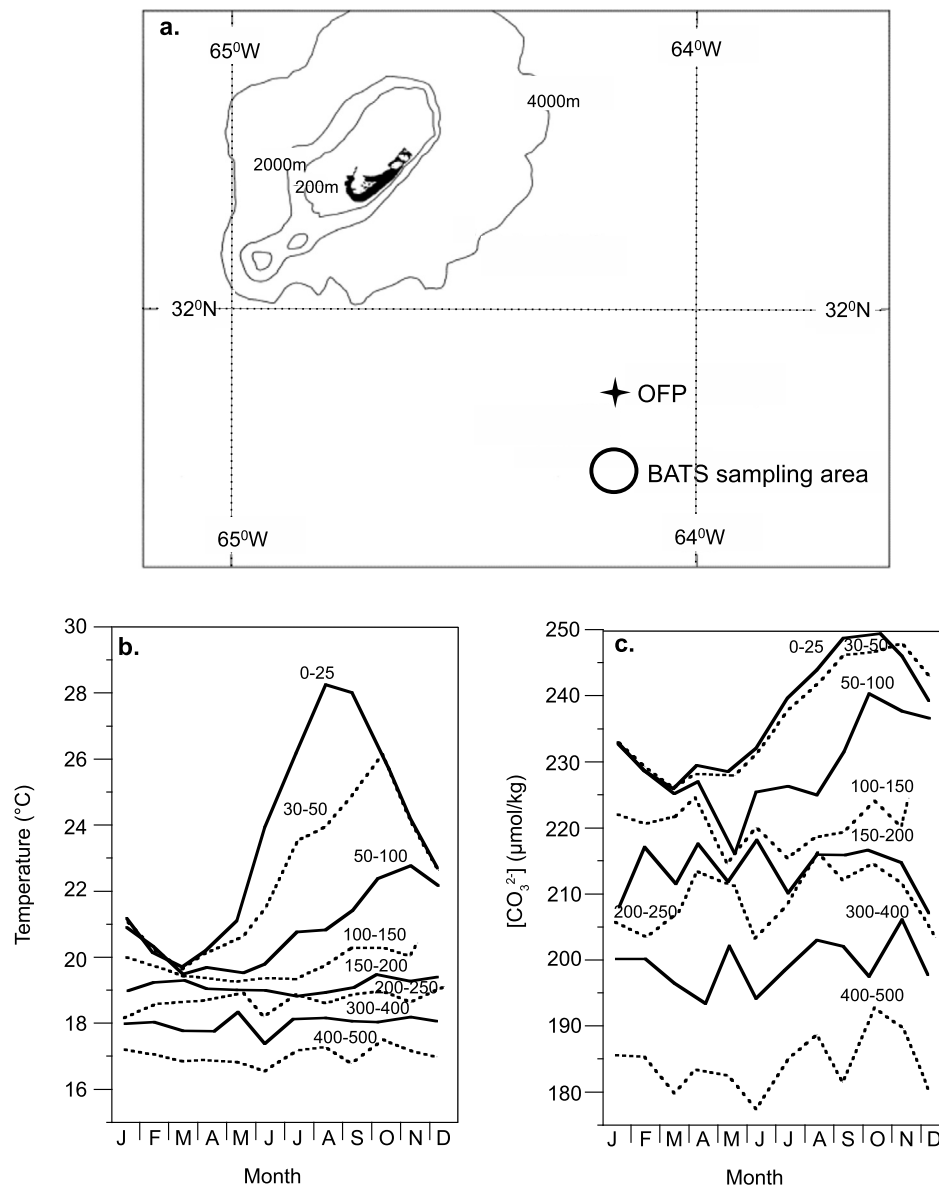 a.
65⁰W
64⁰W
4000m
2000m
200m
32⁰N
32⁰N
OFP
BATS sampling area
65⁰W
64⁰W
b.
30
28
26
24
22
20
18
16
Temperature (°C)
0-25
30-50
50-100
100-150
150-200
200-250
300-400
400-500
J F M A M J J A S O N D
Month
c.
250
240
230
220
210
200
190
180
[CO₃²⁻] (µmol/kg)
0-25
30-50
50-100
100-150
150-200
200-250
300-400
400-500
J F M A M J J A S O N D
Month